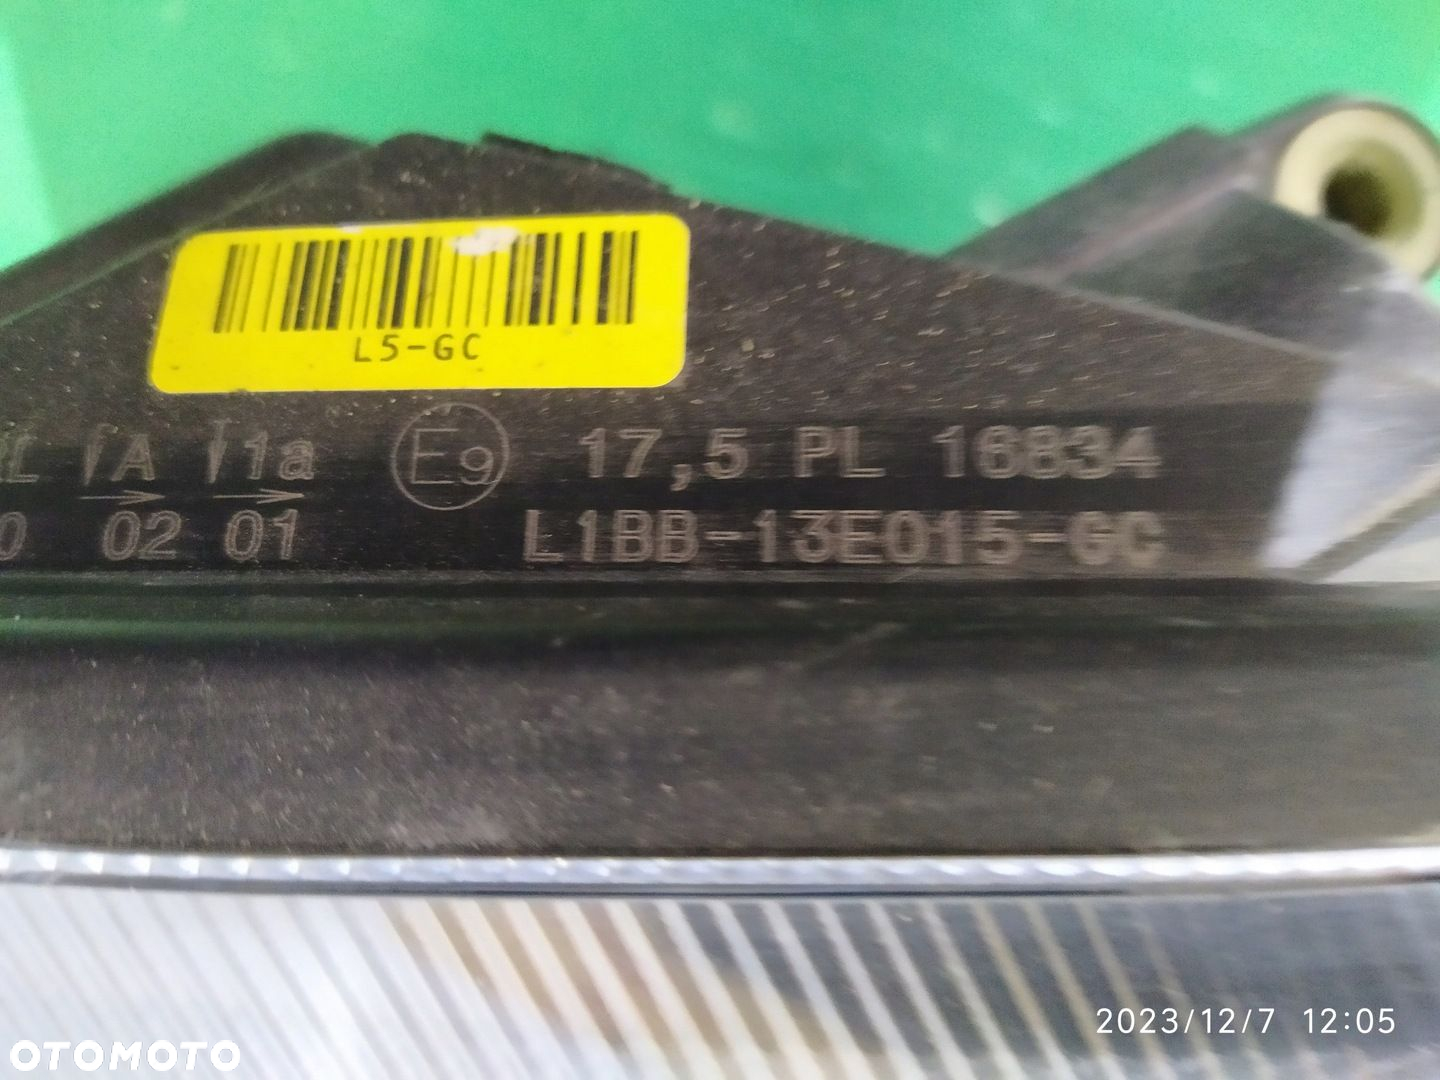 L5-GC
L A 1a E9 17,5 PL 16834
0 02 01 L1BB-13E015-GC
2023/12/7 12:05
OTOMOTO